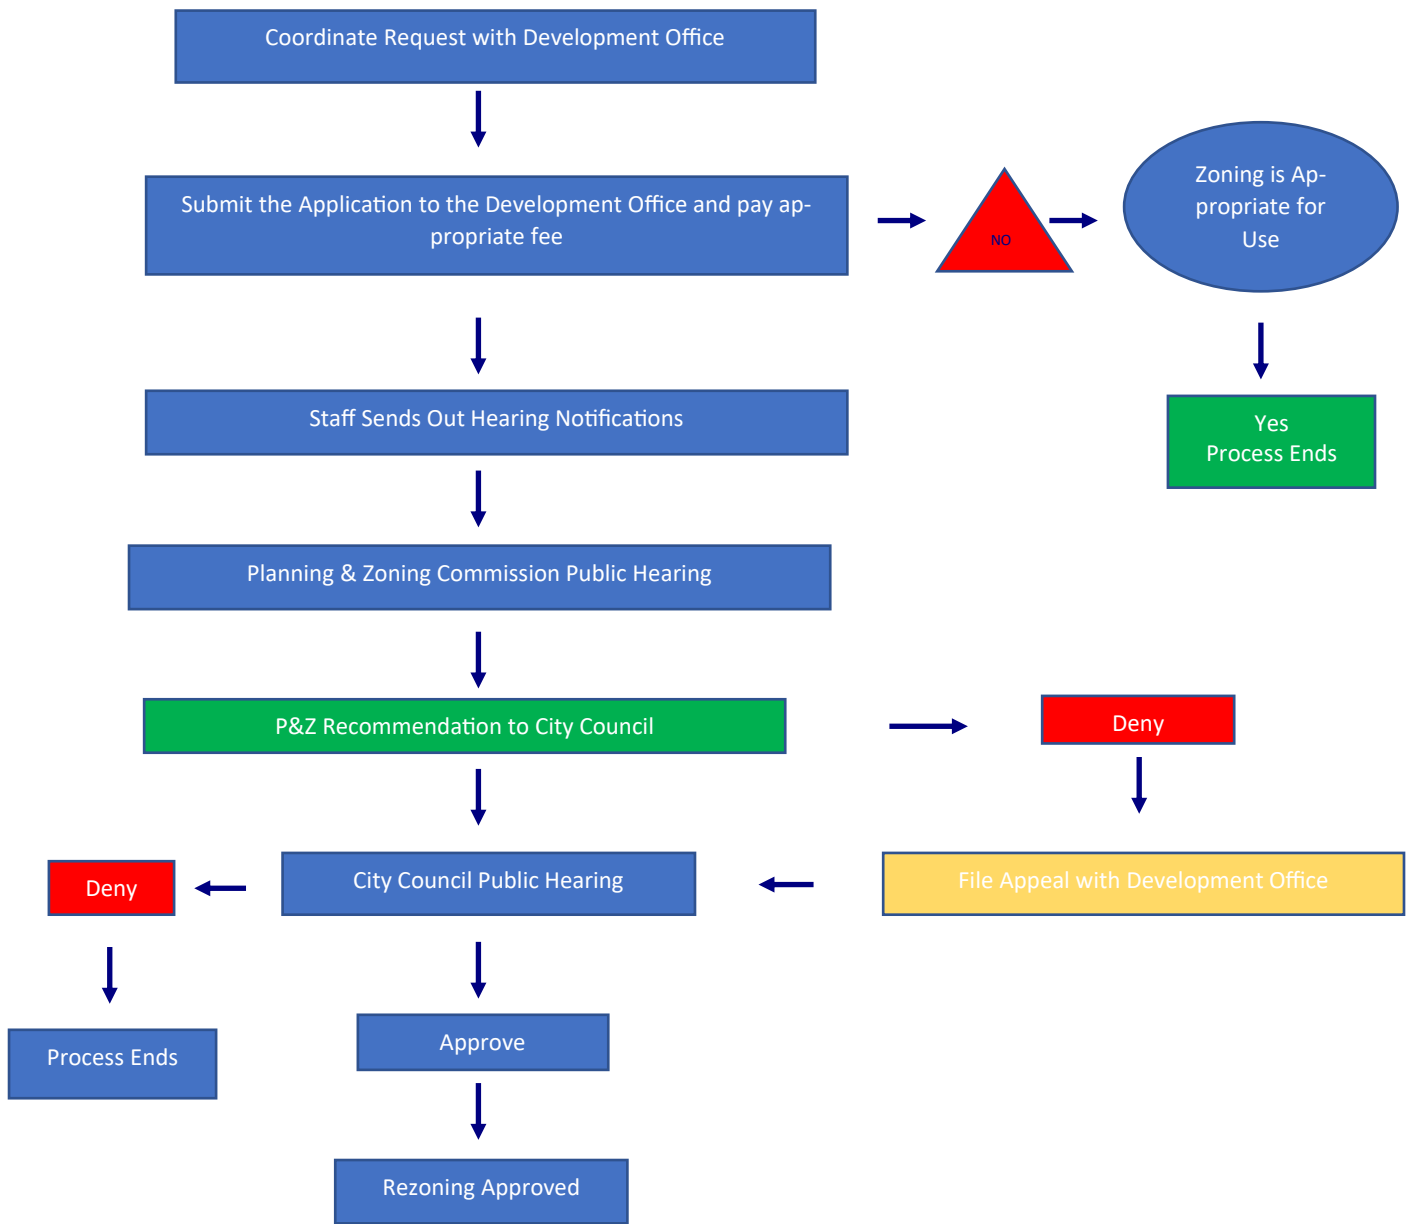 Coordinate Request with Development Office
Submit the Application to the Development Office and pay ap-
propriate fee
NO
Zoning is Ap-
propriate for
Use
Staff Sends Out Hearing Notifications
Yes
Process Ends
Planning & Zoning Commission Public Hearing
P&Z Recommendation to City Council
Deny
City Council Public Hearing
File Appeal with Development Office
Deny
Approve
Process Ends
Rezoning Approved